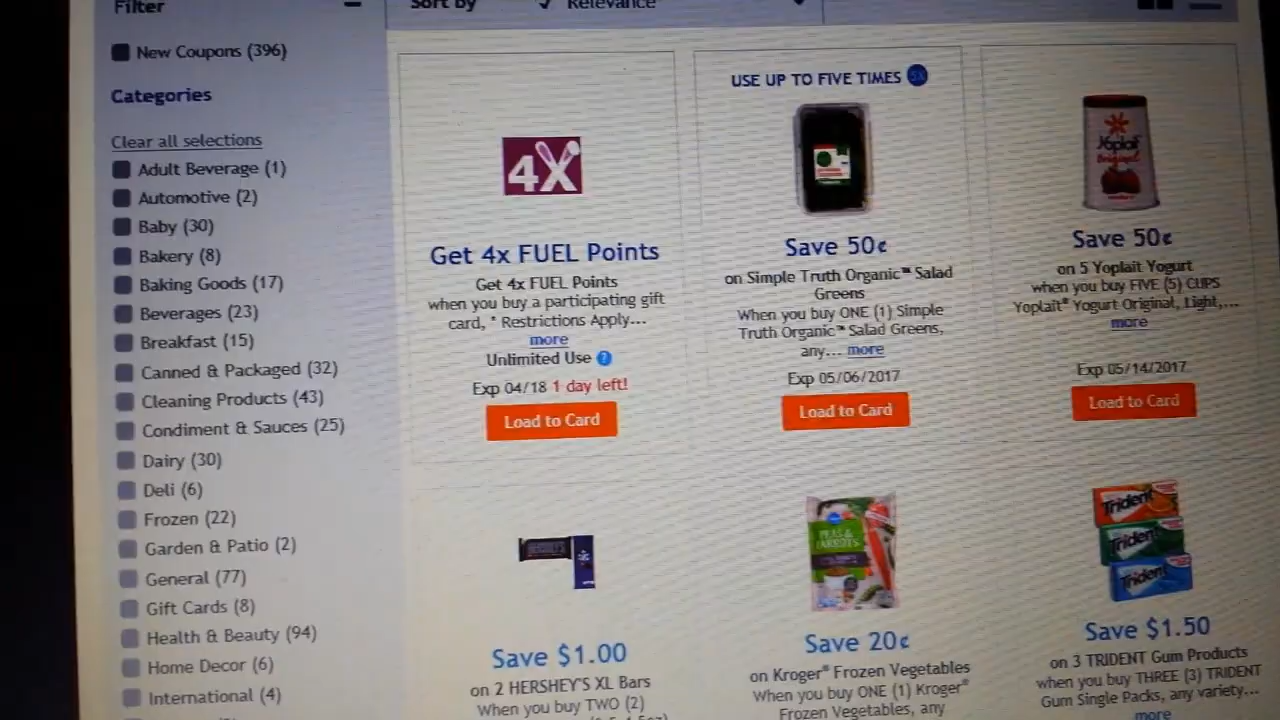 Filter
Sort By
✓ Relevance
New Coupons (396)
Categories
Clear all selections
Adult Beverage (1)
Automotive (2)
Baby (30)
Bakery (8)
Baking Goods (17)
Beverages (23)
Breakfast (15)
Canned & Packaged (32)
Cleaning Products (43)
Condiment & Sauces (25)
Dairy (30)
Deli (6)
Frozen (22)
Garden & Patio (2)
General (77)
Gift Cards (8)
Health & Beauty (94)
Home Decor (6)
International (4)
4X
Get 4x FUEL Points
Get 4x FUEL Points
when you buy a participating gift
card, * Restrictions Apply...
more
Unlimited Use ?
Exp 04/18 1 day left!
Load to Card
USE UP TO FIVE TIMES 5X
Save 50¢
on Simple Truth Organic™ Salad
Greens
When you buy ONE (1) Simple
Truth Organic™ Salad Greens,
any... more
Exp 05/06/2017
Load to Card
Yoplait
Original
Save 50¢
on 5 Yoplait Yogurt
when you buy FIVE (5) CUPS
Yoplait® Yogurt Original, Light,...
more
Exp 05/14/2017
Load to Card
HERSHEY'S
Save $1.00
on 2 HERSHEY'S XL Bars
When you buy TWO (2)
PEAS &
CARROTS
Save 20¢
on Kroger® Frozen Vegetables
When you buy ONE (1) Kroger®
Frozen Vegetables, any
Trident
Trident
Trident
Save $1.50
on 3 TRIDENT Gum Products
when you buy THREE (3) TRIDENT
Gum Single Packs, any variety...
more